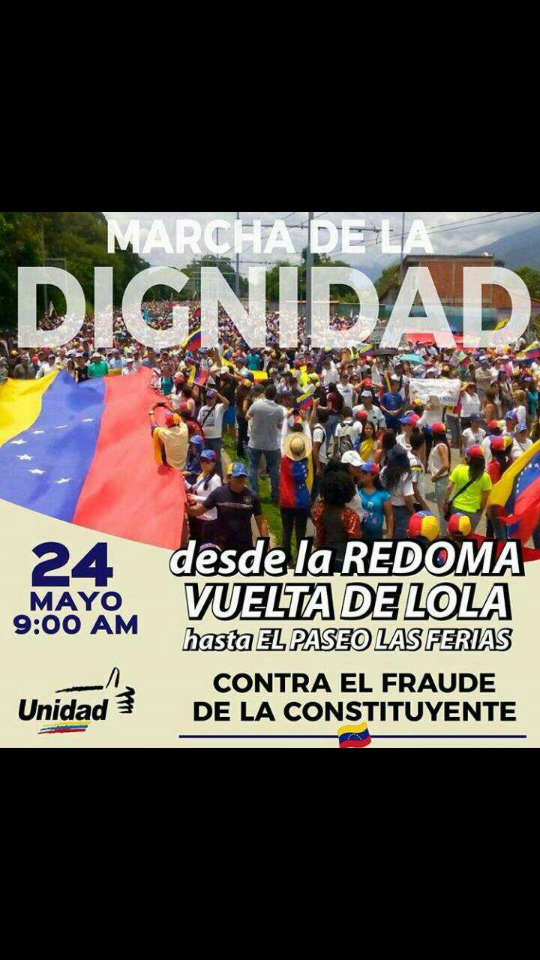 MARCHA DE LA
DIGNIDAD
24
MAYO
9:00 AM
desde la REDOMA
VUELTA DE LOLA
hasta EL PASEO LAS FERIAS
Unidad
CONTRA EL FRAUDE
DE LA CONSTITUYENTE